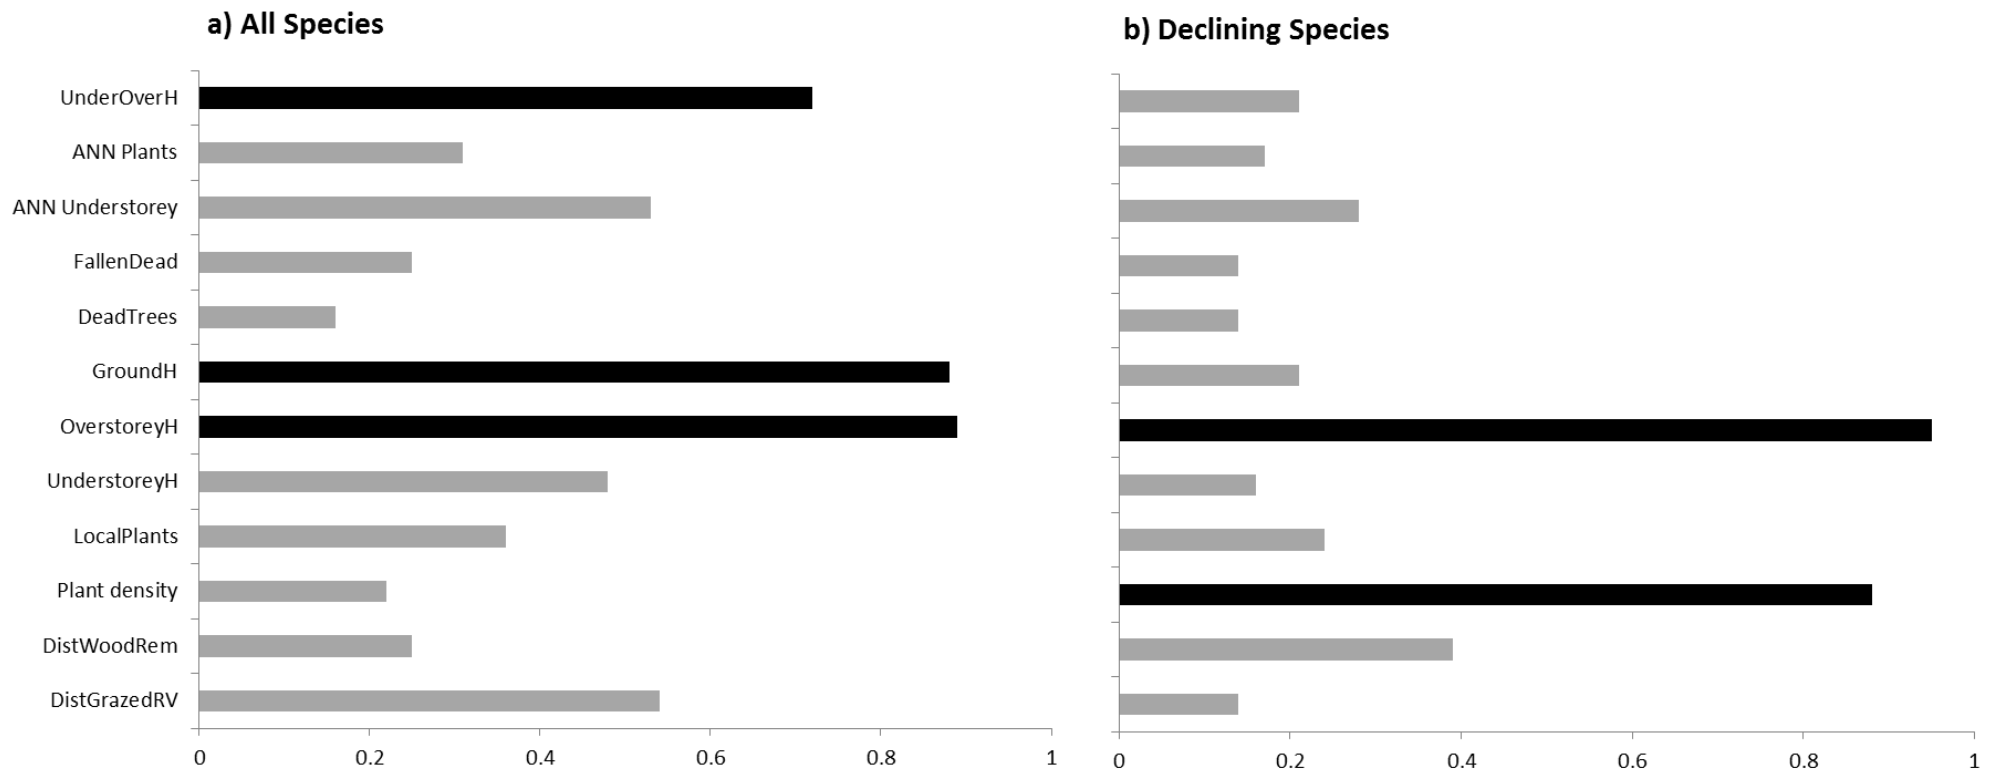 a) All Species
b) Declining Species
UnderOverH
ANN Plants
ANN Understorey
FallenDead
DeadTrees
GroundH
OverstoreyH
UnderstoreyH
LocalPlants
Plant density
DistWoodRem
DistGrazedRV
0 0.2 0.4 0.6 0.8 1
0 0.2 0.4 0.6 0.8 1